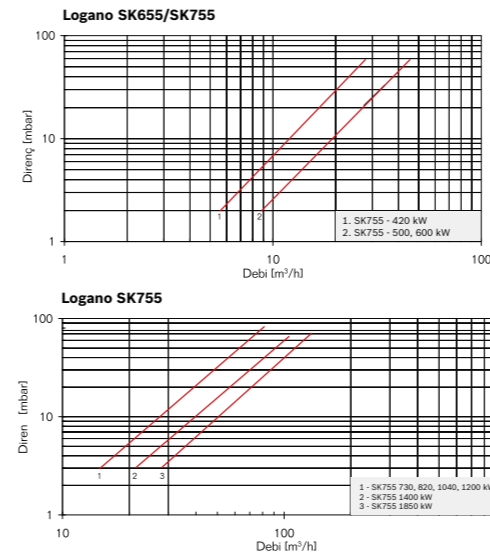 Logano SK655/SK755
100
10
1
Direnç [mbar]
1
2
1. SK755 - 420 kW
2. SK755 - 500, 600 kW
1
10
100
Debi [m³/h]
Logano SK755
100
10
1
Diren [mbar]
1
2
3
1 - SK755 730, 820, 1040, 1200 kW
2 - SK755 1400 kW
3 - SK755 1850 kW
10
100
Debi [m³/h]